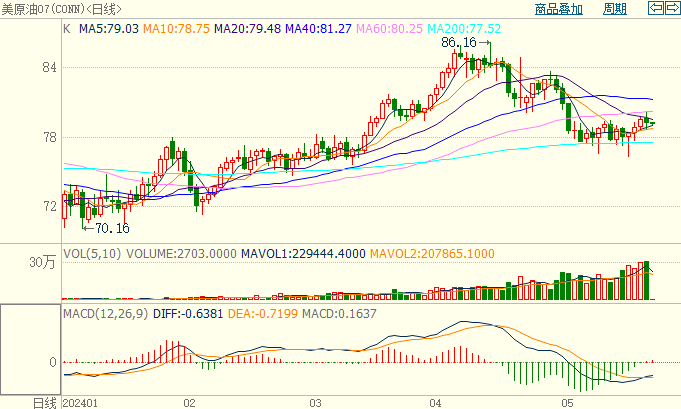 美原:油07(CONN)<日线> 商品叠加 周期
K MA5:79.03 MA10:78.75 MA20:79.48 MA40:81.27 MA60:80.25 MA200:77.52
86.16
84
78
72
70.16
VOL(5,10) VOLUME:2703.0000 MAVOL1:229444.4000 MAVOL2:207865.1000
30万
MACD(12,26,9) DIFF:-0.6381 DEA:-0.7199 MACD:0.1637
0
日线 202401 02 03 04 05